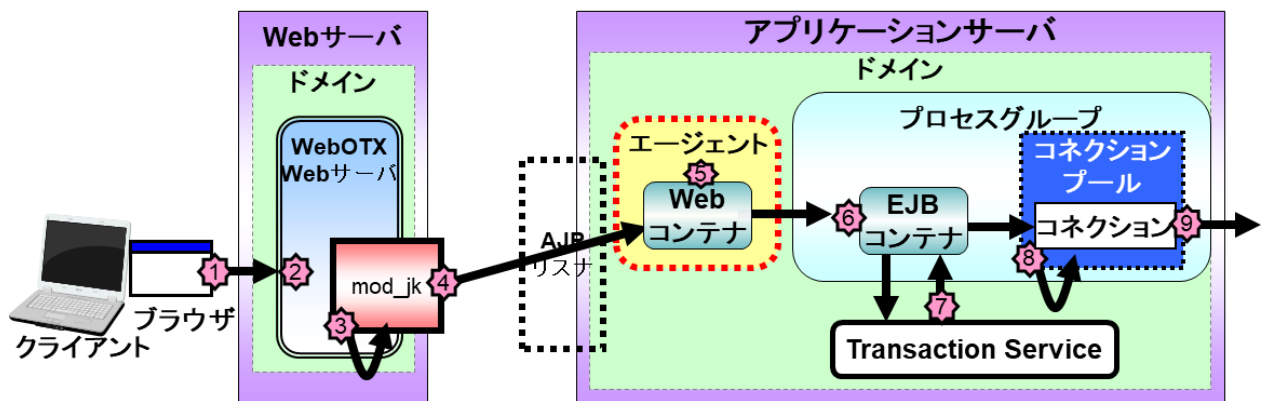 Webサーバ
ドメイン
WebOTX
Webサーバ
mod_jk
クライアント
ブラウザ
1
2
3
4
AJP
リスナ
アプリケーションサーバ
ドメイン
エージェント
5
Web
コンテナ
プロセスグループ
6
EJB
コンテナ
コネクション
プール
コネクション
8
9
7
Transaction Service